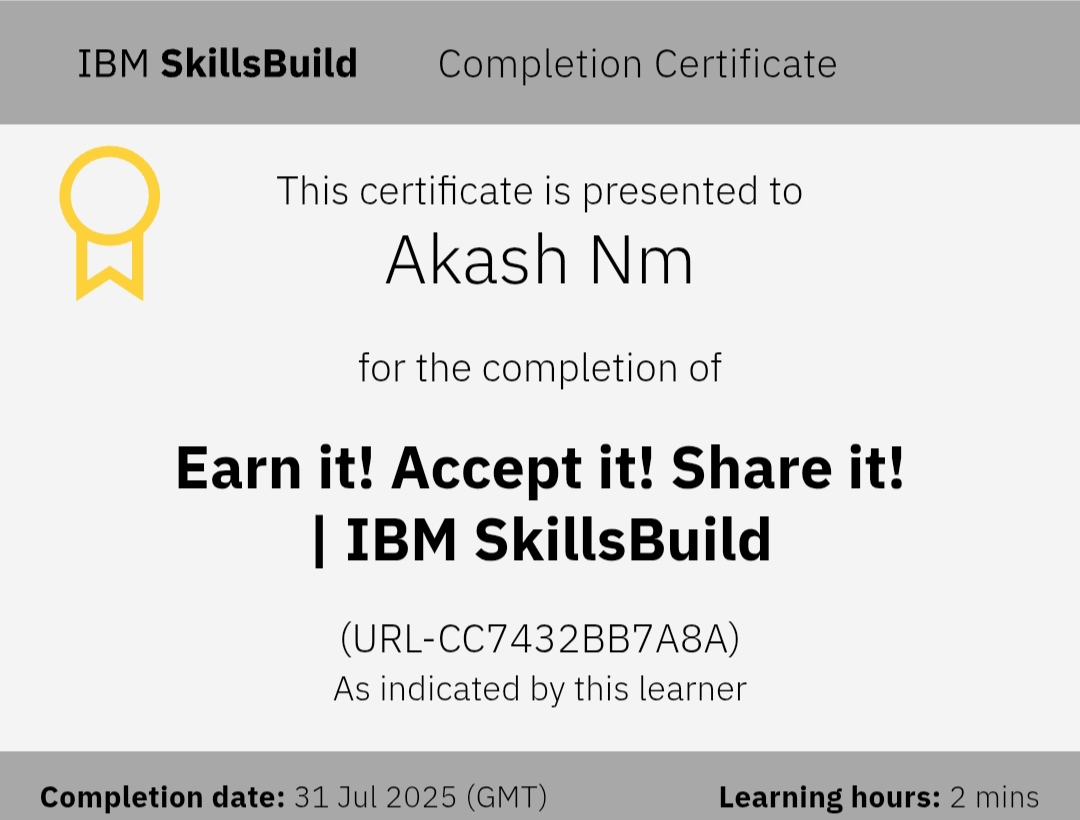 IBM SkillsBuild Completion Certificate
This certificate is presented to
Akash Nm
for the completion of
Earn it! Accept it! Share it!
| IBM SkillsBuild
(URL-CC7432BB7A8A)
As indicated by this learner
Completion date: 31 Jul 2025 (GMT) Learning hours: 2 mins